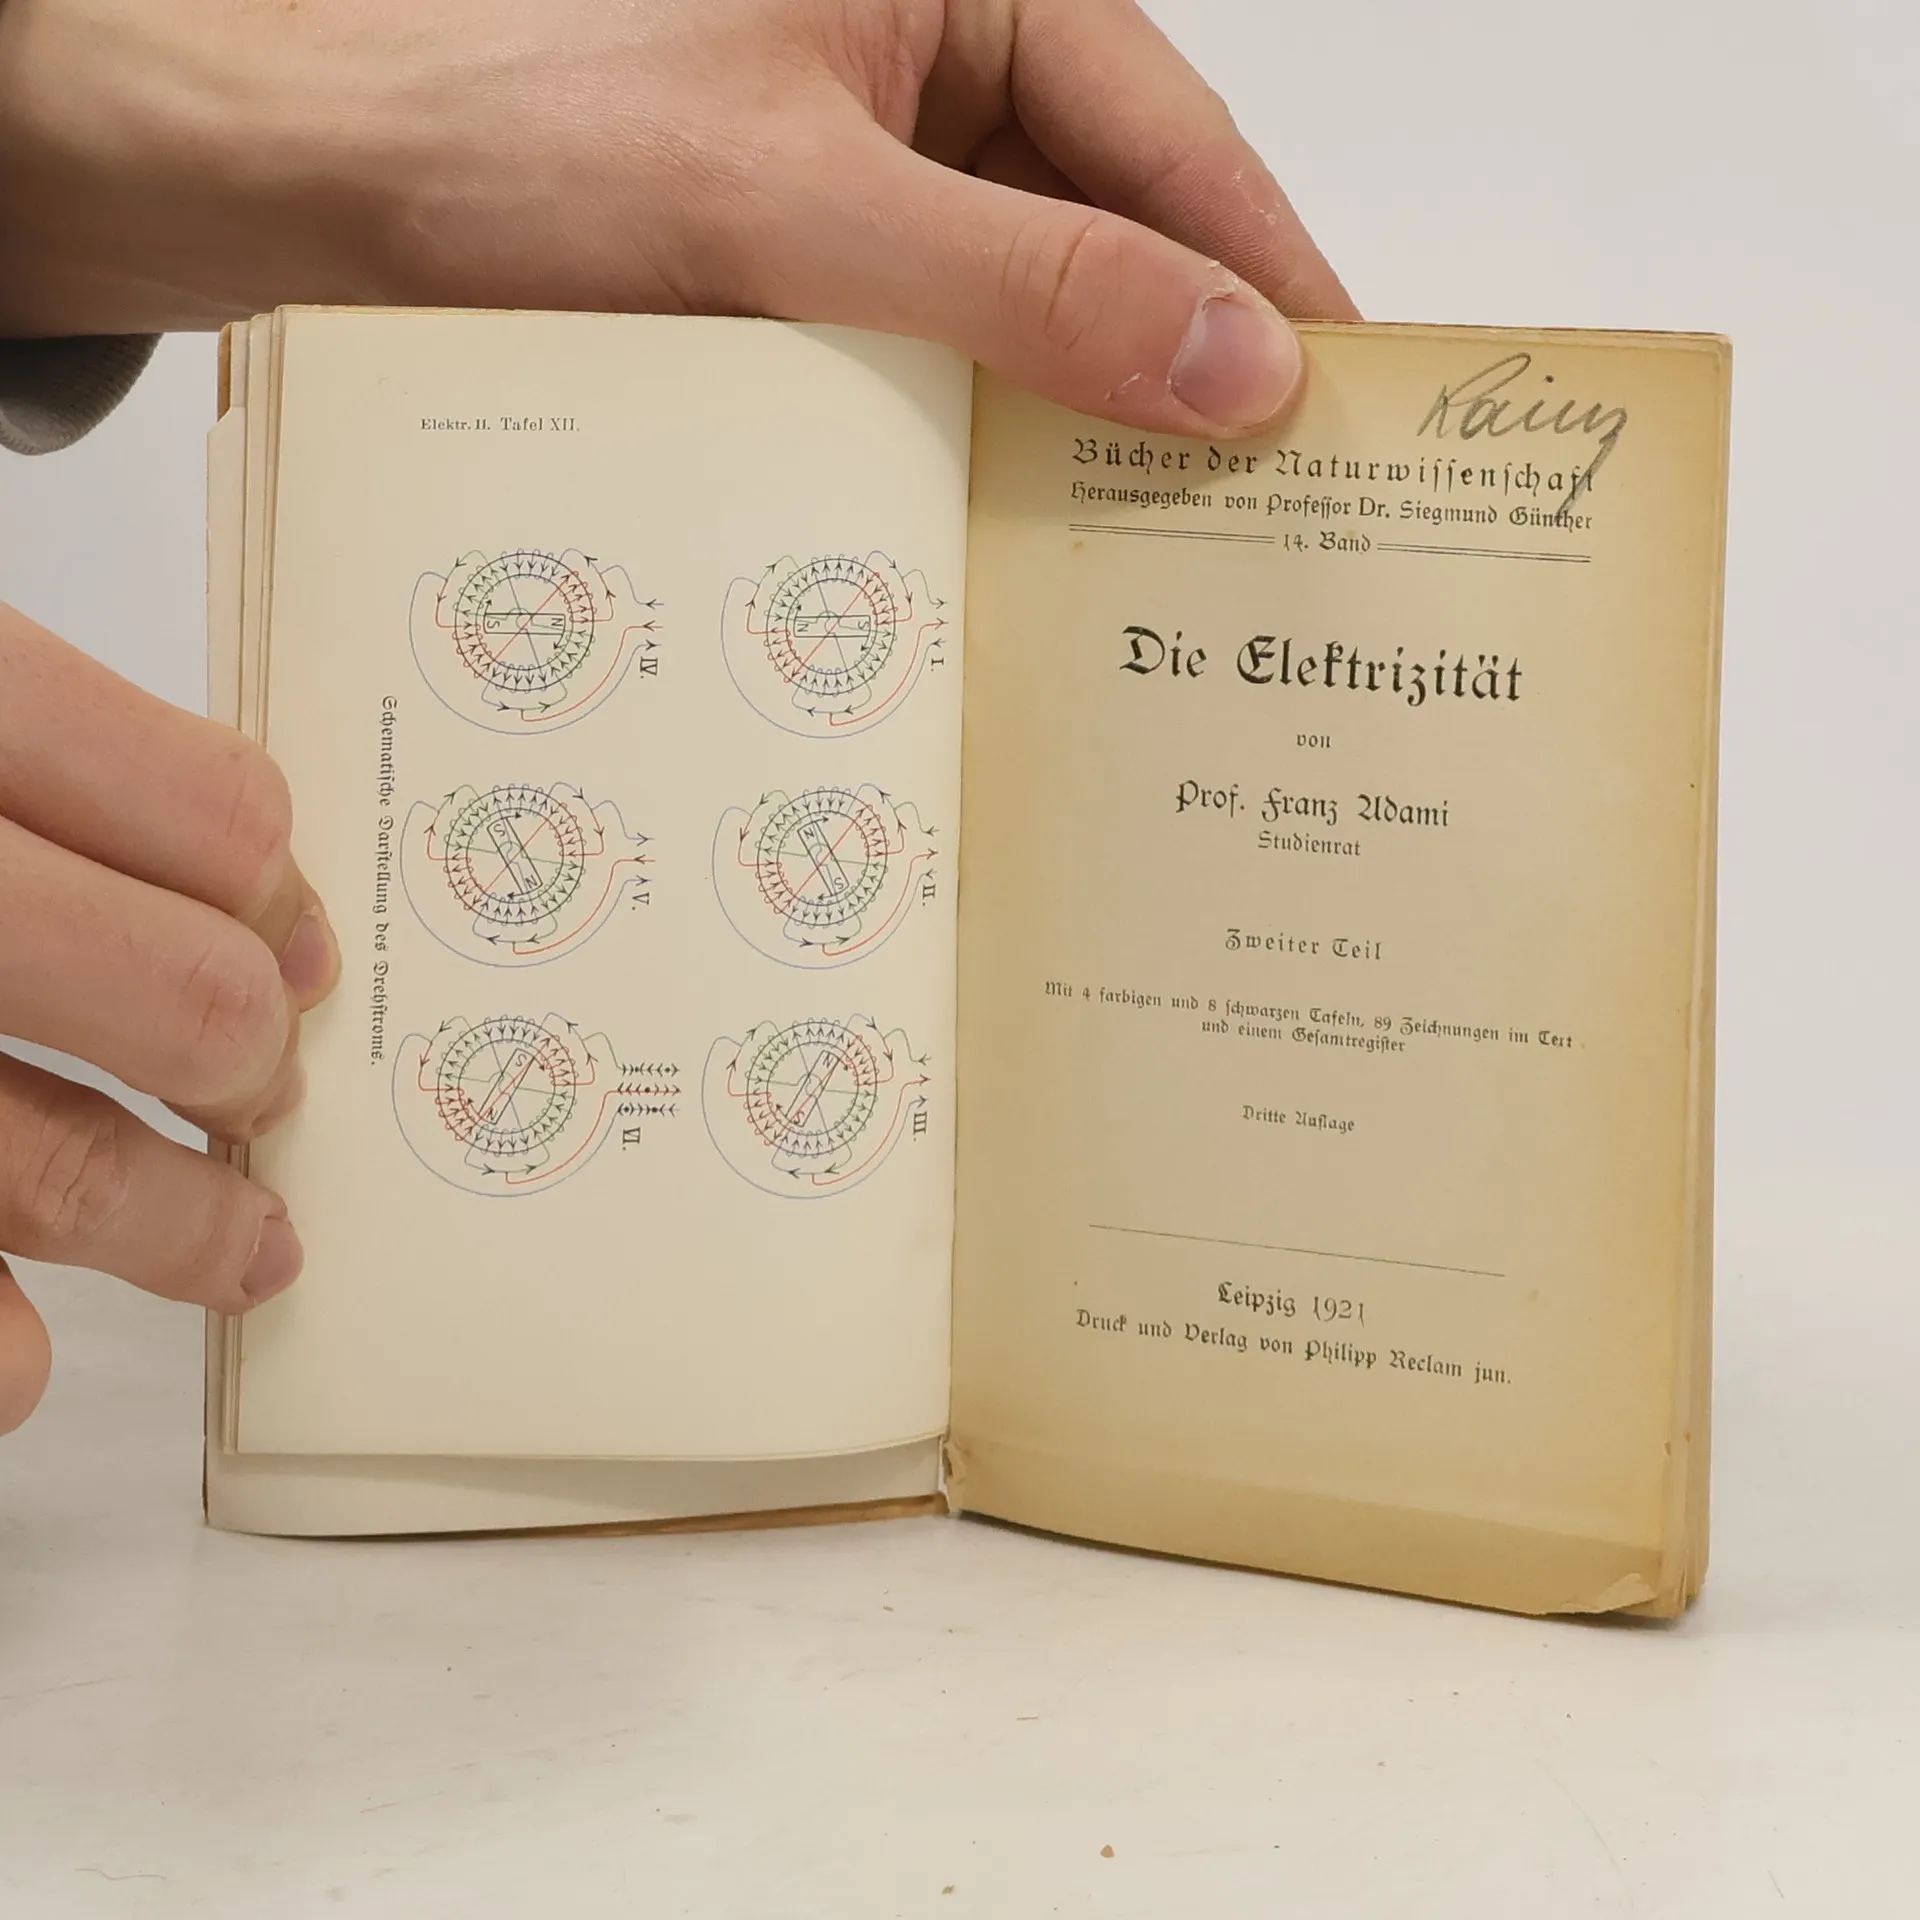 Elektr. II. Tafel XII.
I.
II.
III.
IV.
V.
VI.
N S
N S
N S
S N
S N
S N
Schematiſche Darſtellung des Drehſtroms.
Bücher der Naturwiſſenſchaft
Herausgegeben von Profeſſor Dr. Siegmund Günther
14. Band
Die Elektrizität
von
Prof. Franz Adami
Studienrat
Zweiter Teil
Mit 4 farbigen und 8 ſchwarzen Tafeln, 89 Zeichnungen im Text
und einem Geſamtregiſter
Dritte Auflage
Leipzig 1921
Druck und Verlag von Philipp Reclam jun.